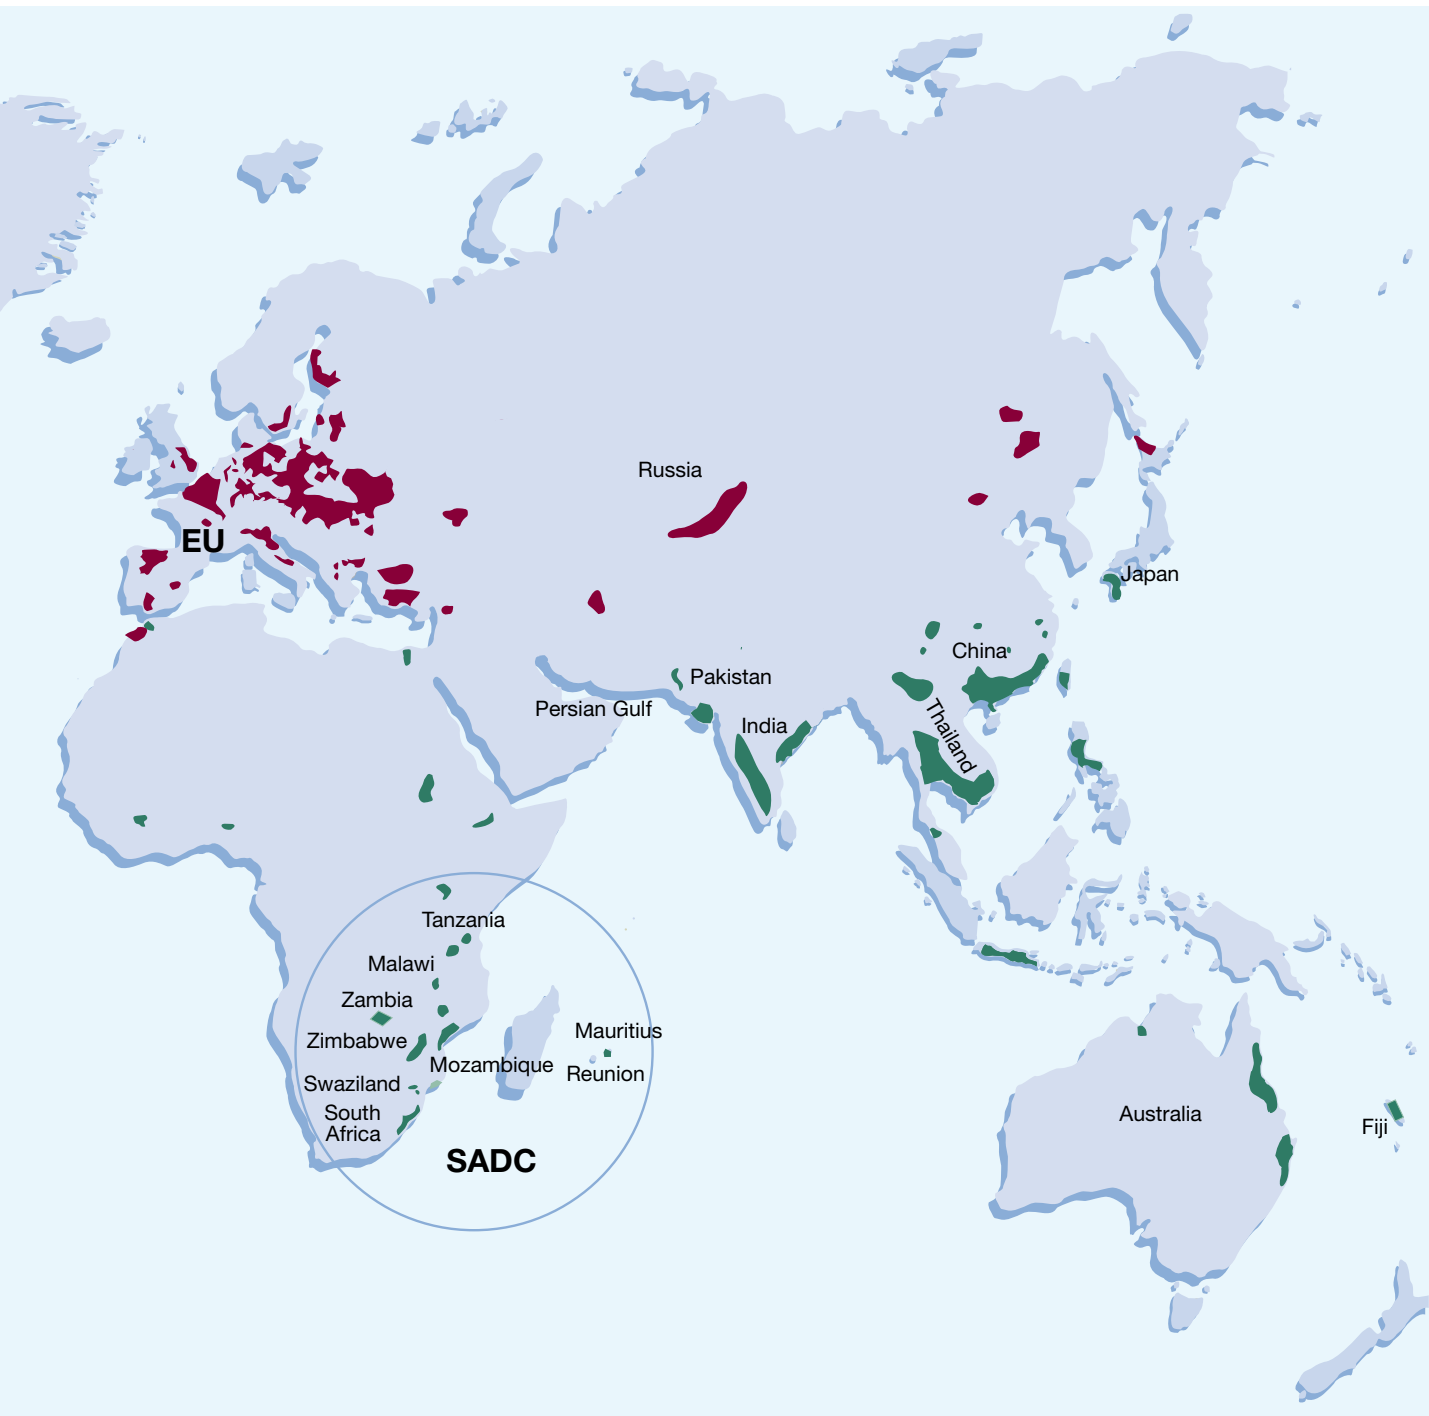 Russia
EU
Japan
China
Pakistan
Persian Gulf
India
Thailand
Tanzania
Malawi
Zambia
Zimbabwe
Mauritius
Mozambique
Reunion
Swaziland
South
Africa
SADC
Australia
Fiji